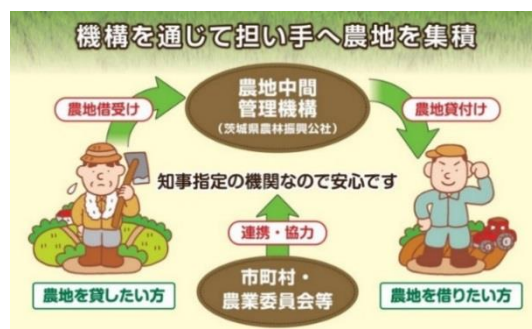 機構を通じて担い手へ農地を集積
農地中間
管理機構
(茨城県農林振興公社)
農地借受け
農地貸付け
知事指定の機関なので安心です
連携・協力
市町村・
農業委員会等
農地を貸したい方
農地を借りたい方